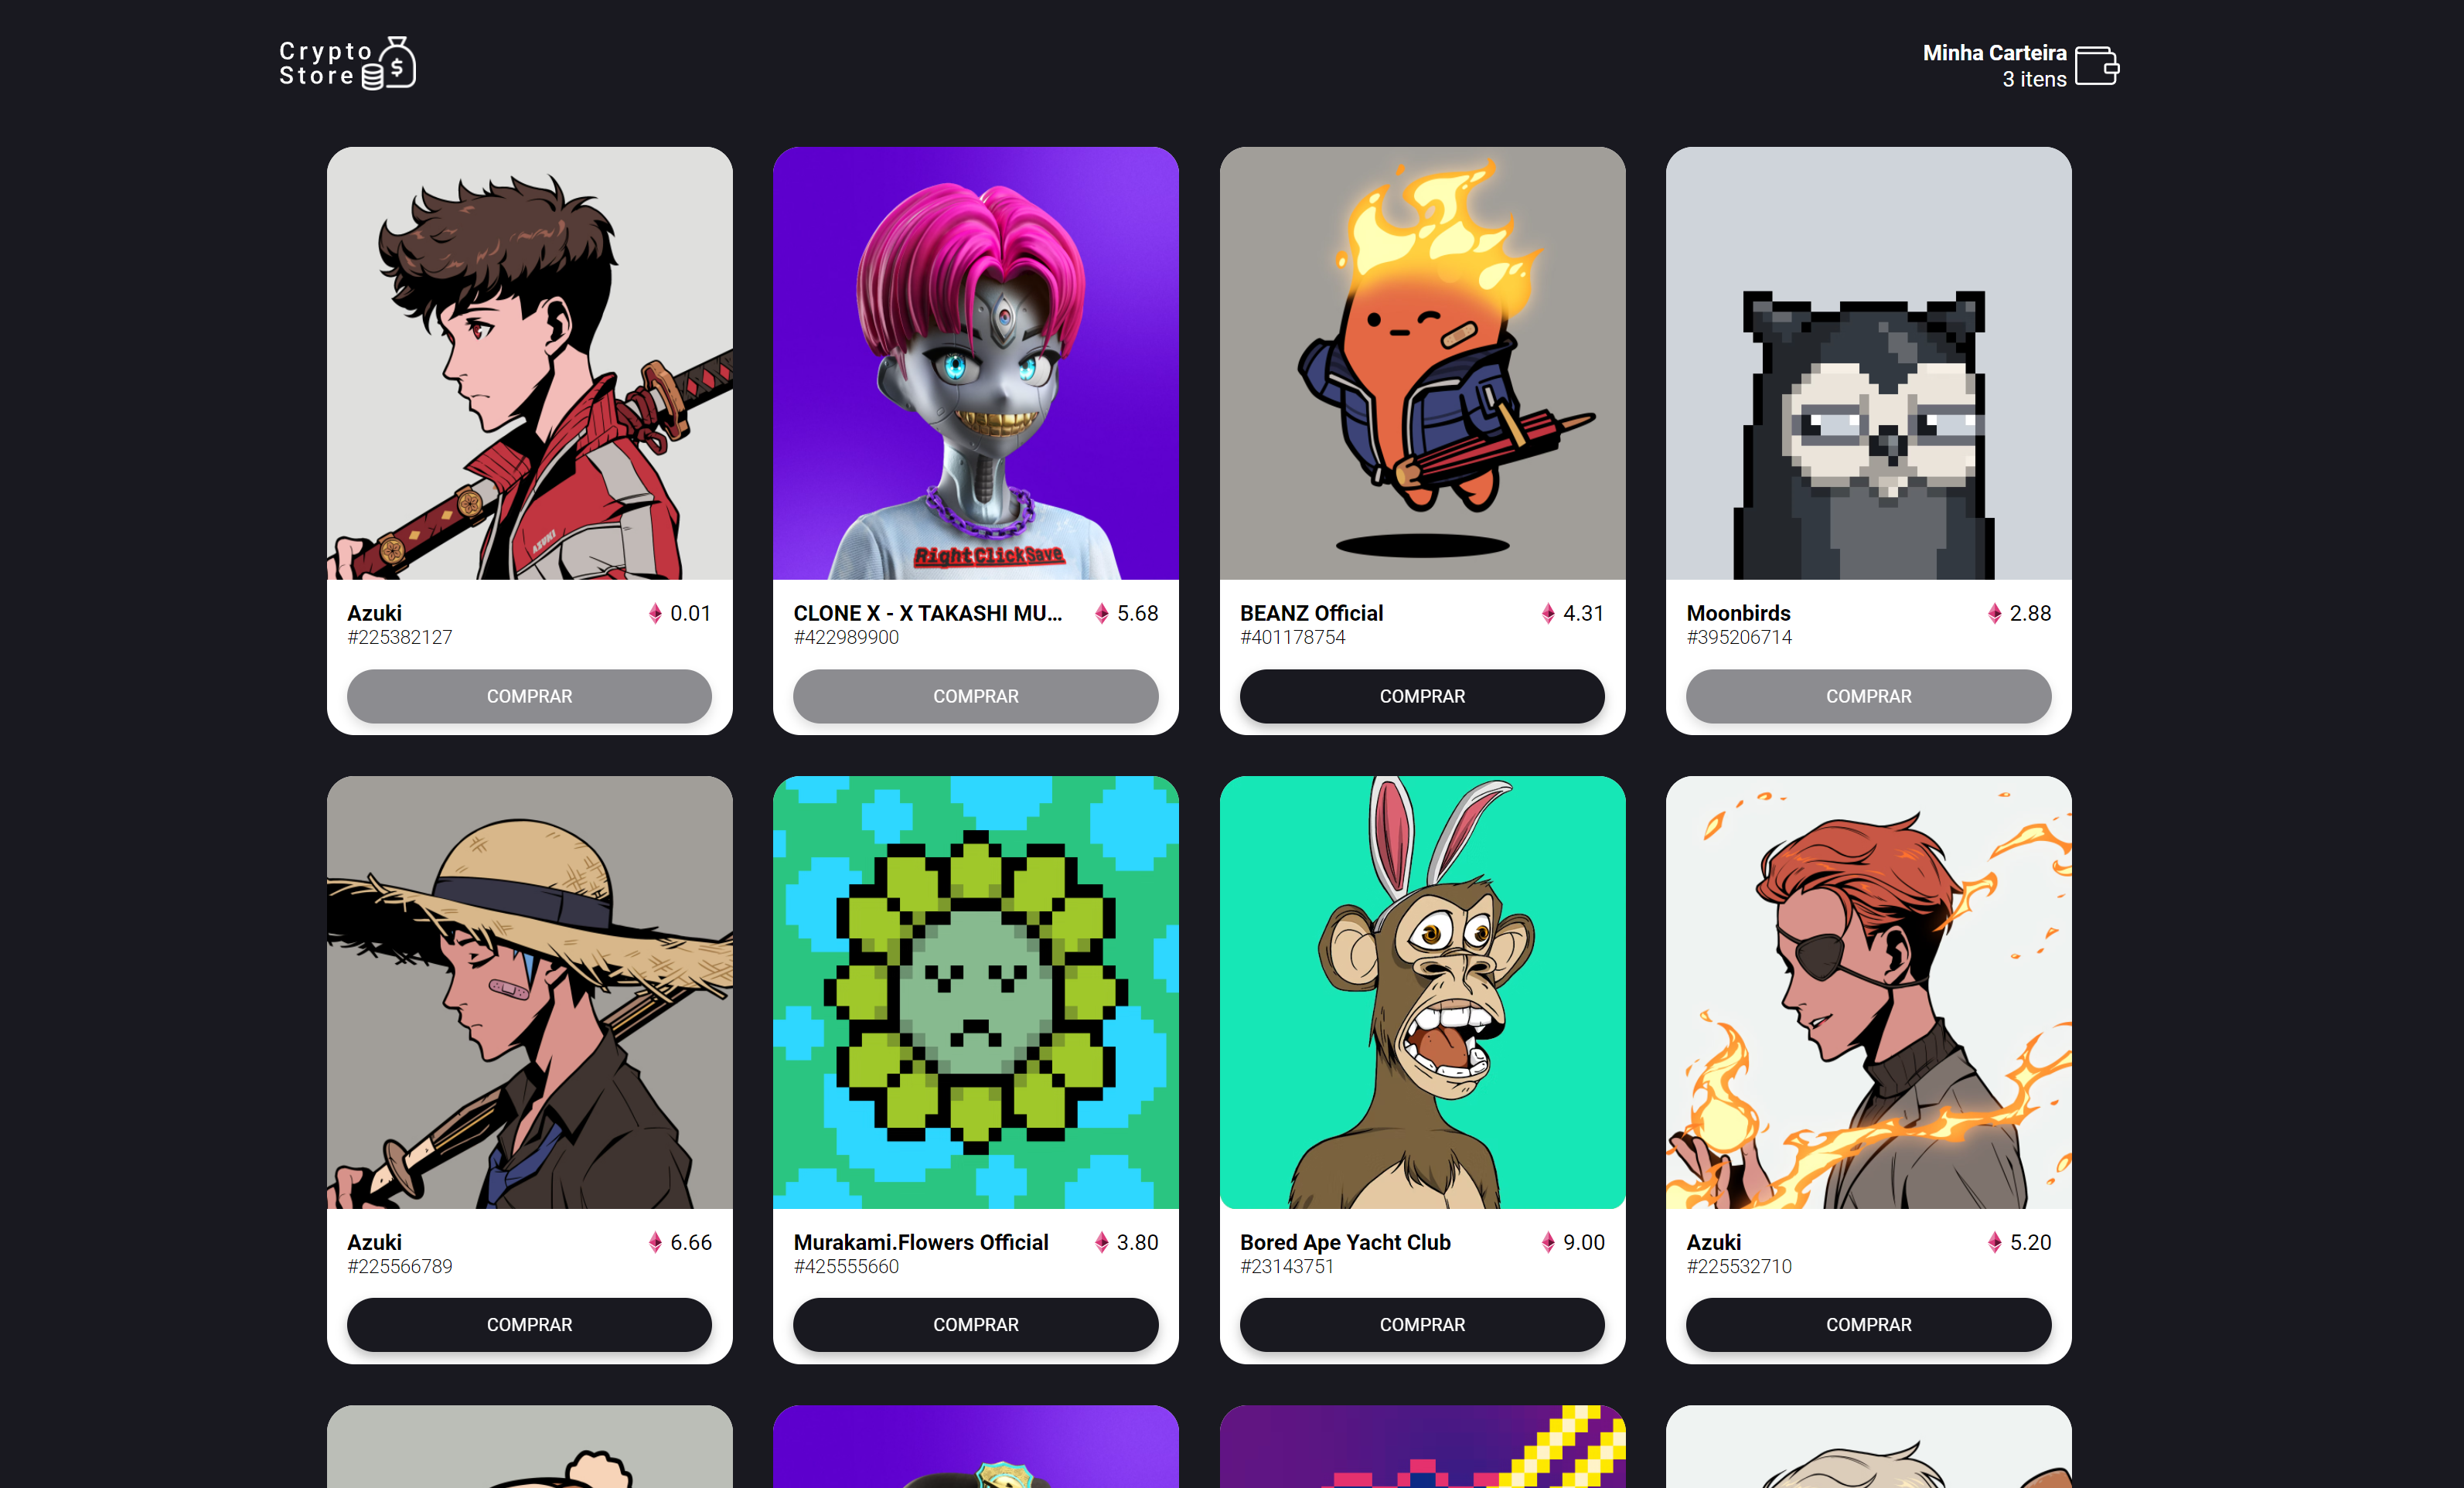 Crypto
Store
$
Minha Carteira
3 itens
AZUKI
RightClickSave
Azuki
0.01
#225382127
COMPRAR
CLONE X - X TAKASHI MU...
5.68
#422989900
COMPRAR
BEANZ Official
4.31
#401178754
COMPRAR
Moonbirds
2.88
#395206714
COMPRAR
Azuki
6.66
#225566789
COMPRAR
Murakami.Flowers Official
3.80
#425555660
COMPRAR
Bored Ape Yacht Club
9.00
#23143751
COMPRAR
Azuki
5.20
#225532710
COMPRAR